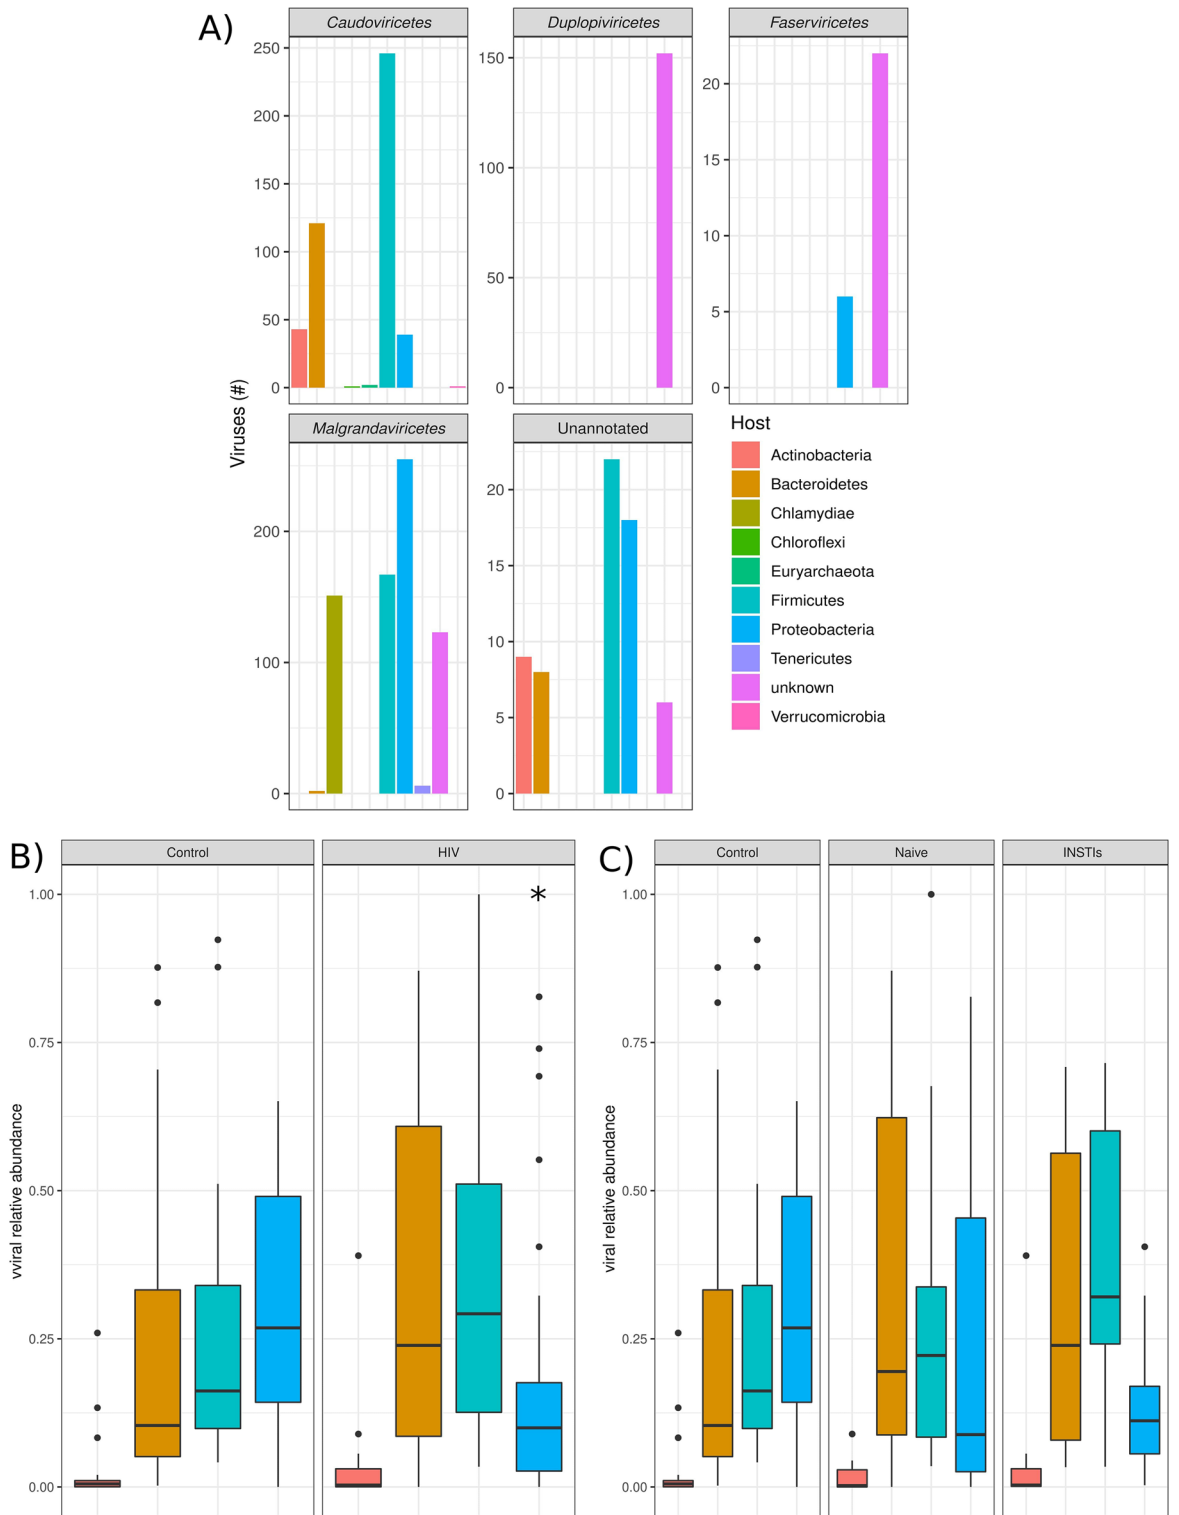 A)
Caudoviricetes
Duplopiviricetes
Faserviricetes
250
200
150
100
50
0
150
100
50
0
20
15
10
5
0
Viruses (#)
Malgrandaviricetes
Unannotated
200
100
0
20
15
10
5
0
Host
Actinobacteria
Bacteroidetes
Chlamydiae
Chloroflexi
Euryarchaeota
Firmicutes
Proteobacteria
Tenericutes
unknown
Verrucomicrobia
B)
Control
HIV
*
1.00
0.75
0.50
0.25
0.00
vviral relative abundance
C)
Control
Naive
INSTIs
1.00
0.75
0.50
0.25
0.00
viral relative abundance